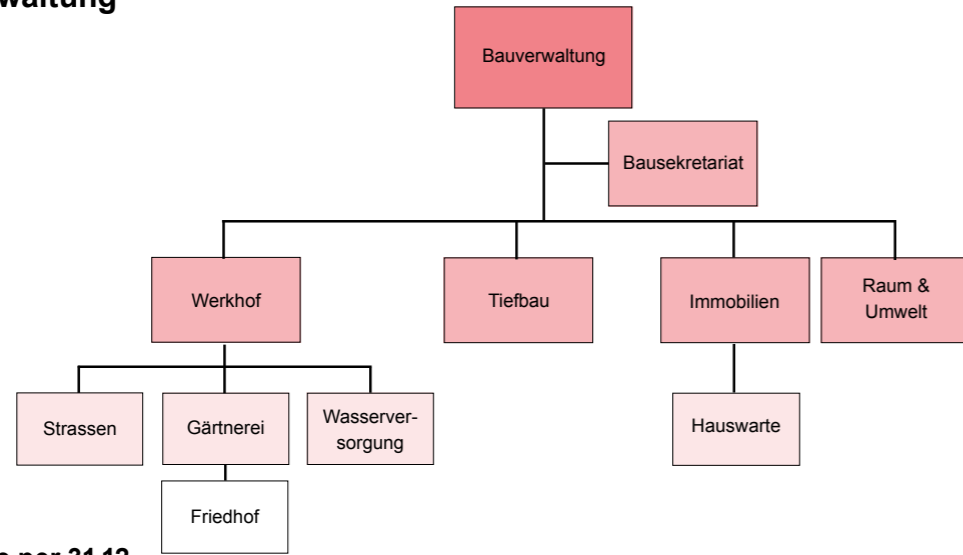 waltung
Bauverwaltung
Bausekretariat
Werkhof
Tiefbau
Immobilien
Raum &
Umwelt
Strassen
Gärtnerei
Wasserver-
sorgung
Hauswarte
Friedhof
per 31.12.